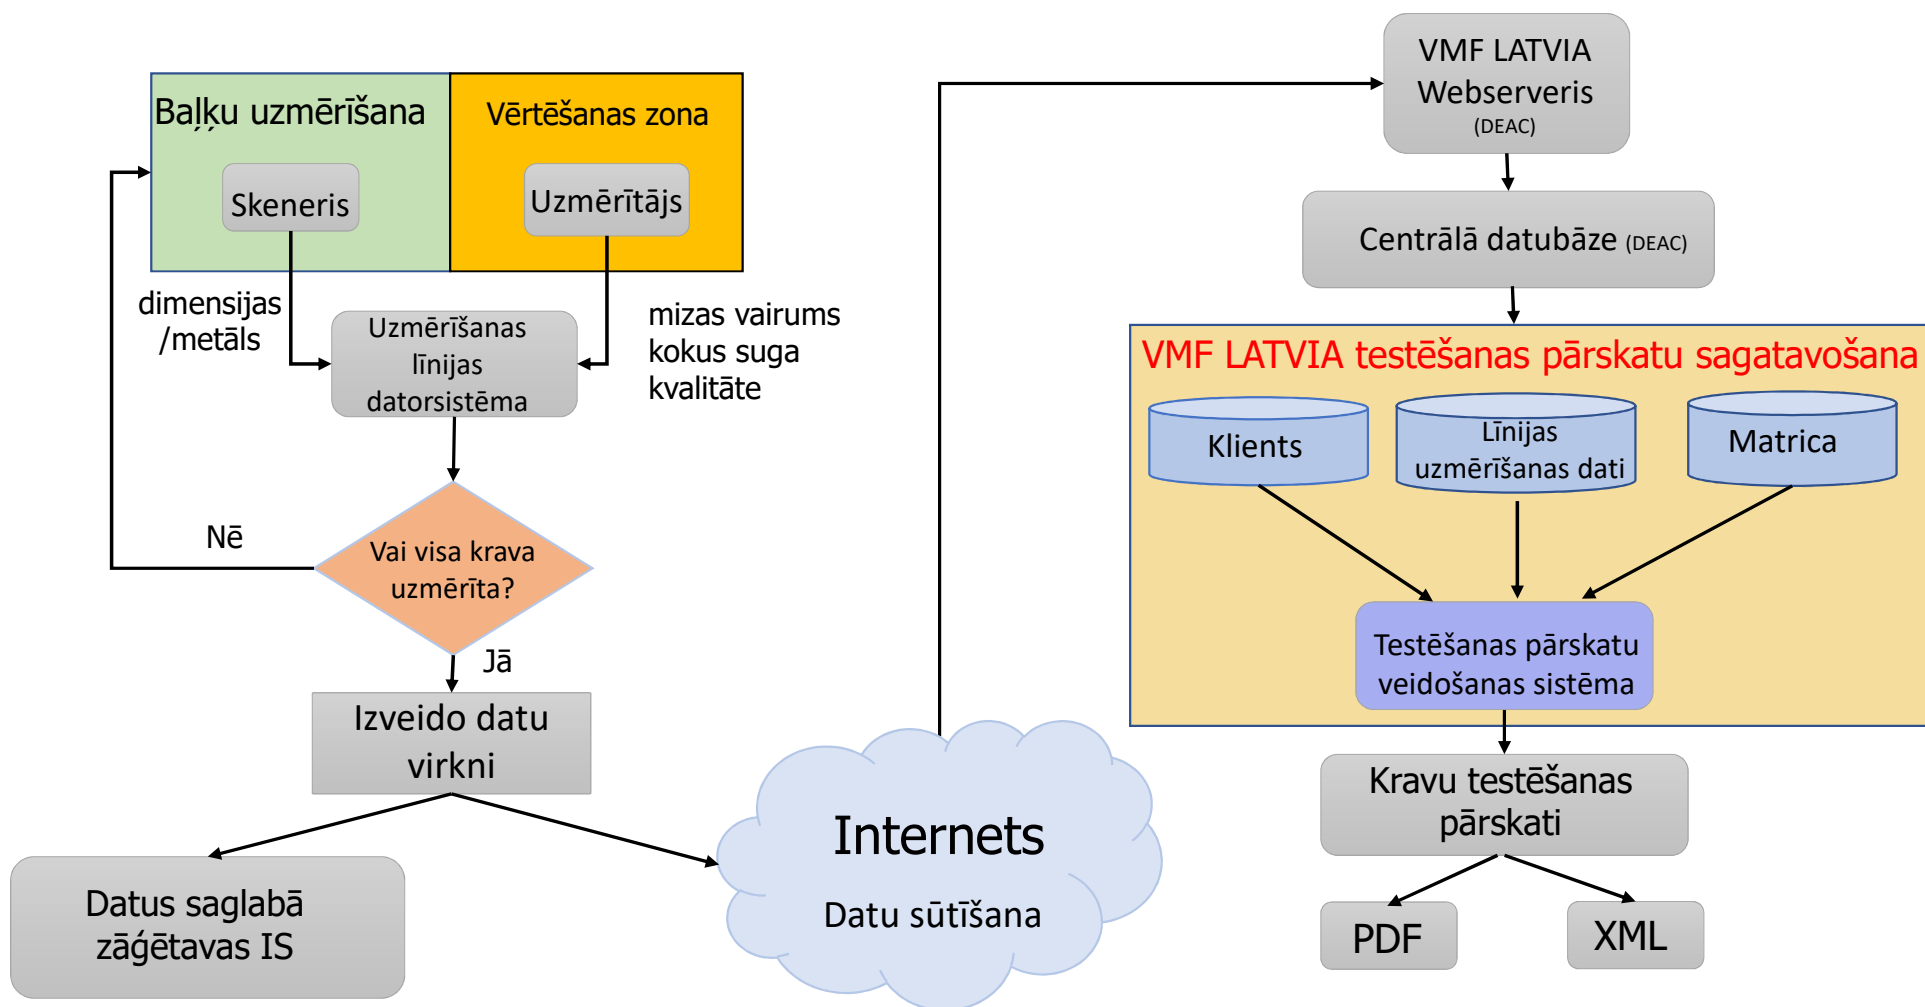 Baļķu uzmērīšana
Vērtēšanas zona
Skeneris
Uzmērītājs
dimensijas
/metāls
Uzmērīšanas
līnijas
datorsistēma
mizas vairums
kokus suga
kvalitāte
Nē
Vai visa krava
uzmērīta?
Jā
Izveido datu
virkni
Datus saglabā
zāģētavas IS
Internets
Datu sūtīšana
VMF LATVIA
Webserveris
(DEAC)
Centrālā datubāze (DEAC)
VMF LATVIA testēšanas pārskatu sagatavošana
Klients
Līnijas
uzmērīšanas dati
Matrica
Testēšanas pārskatu
veidošanas sistēma
Kravu testēšanas
pārskati
PDF
XML